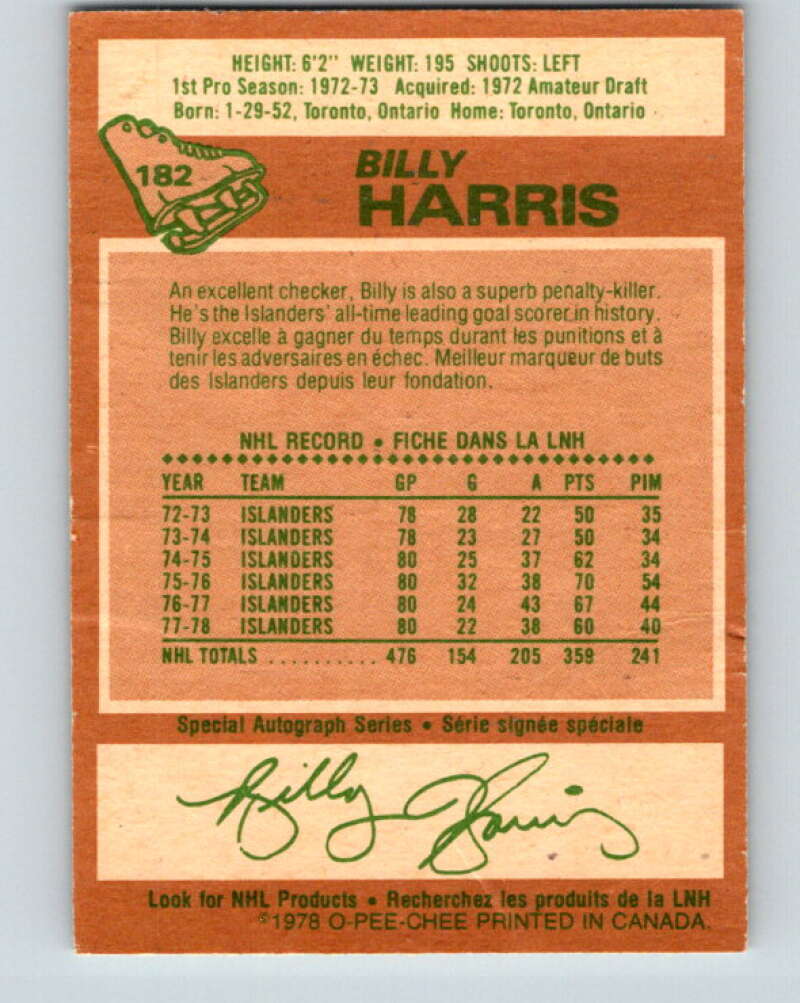 HEIGHT: 6'2" WEIGHT: 195 SHOOTS: LEFT
1st Pro Season: 1972-73 Acquired: 1972 Amateur Draft
Born: 1-29-52, Toronto, Ontario Home: Toronto, Ontario
182
BILLY
HARRIS
An excellent checker, Billy is also a superb penalty-killer.
He's the Islanders' all-time leading goal scorer in history.
Billy excelle à gagner du temps durant les punitions et à
tenir les adversaires en échec. Meilleur marqueur de buts
des Islanders depuis leur fondation.
NHL RECORD • FICHE DANS LA LNH
YEAR TEAM GP G A PTS PIM
72-73 ISLANDERS 78 28 22 50 35
73-74 ISLANDERS 78 23 27 50 34
74-75 ISLANDERS 80 25 37 62 34
75-76 ISLANDERS 80 32 38 70 54
76-77 ISLANDERS 80 24 43 67 44
77-78 ISLANDERS 80 22 38 60 40
NHL TOTALS .......... 476 154 205 359 241
Special Autograph Series • Série signée spéciale
Billy Harris
Look for NHL Products • Recherchez les produits de la LNH
©1978 O-PEE-CHEE PRINTED IN CANADA.